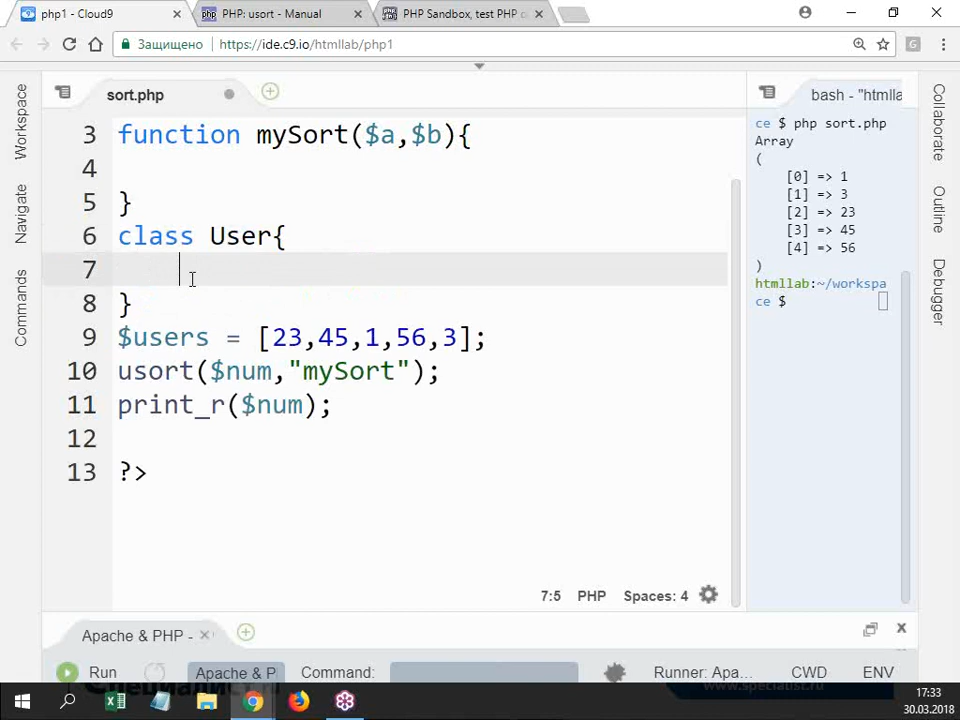 php1 - Cloud9
PHP: usort - Manual
PHP Sandbox, test PHP o
Защищено
https://ide.c9.io/htmllab/php1
Workspace
Navigate
Commands
sort.php
3 function mySort($a,$b){
4
5 }
6 class User{
7
8 }
9 $users = [23,45,1,56,3];
10 usort($num,"mySort");
11 print_r($num);
12
13 ?>
7:5 PHP Spaces: 4
bash - "htmlla
ce $ php sort.php
Array
(
[0] => 1
[1] => 3
[2] => 23
[3] => 45
[4] => 56
)
htmllab:~/workspa
ce $
Collaborate
Outline
Debugger
Apache & PHP -
Run
Apache & P
Command:
Runner: Apa...
CWD
ENV
www.specialist.ru
17:33
30.03.2018